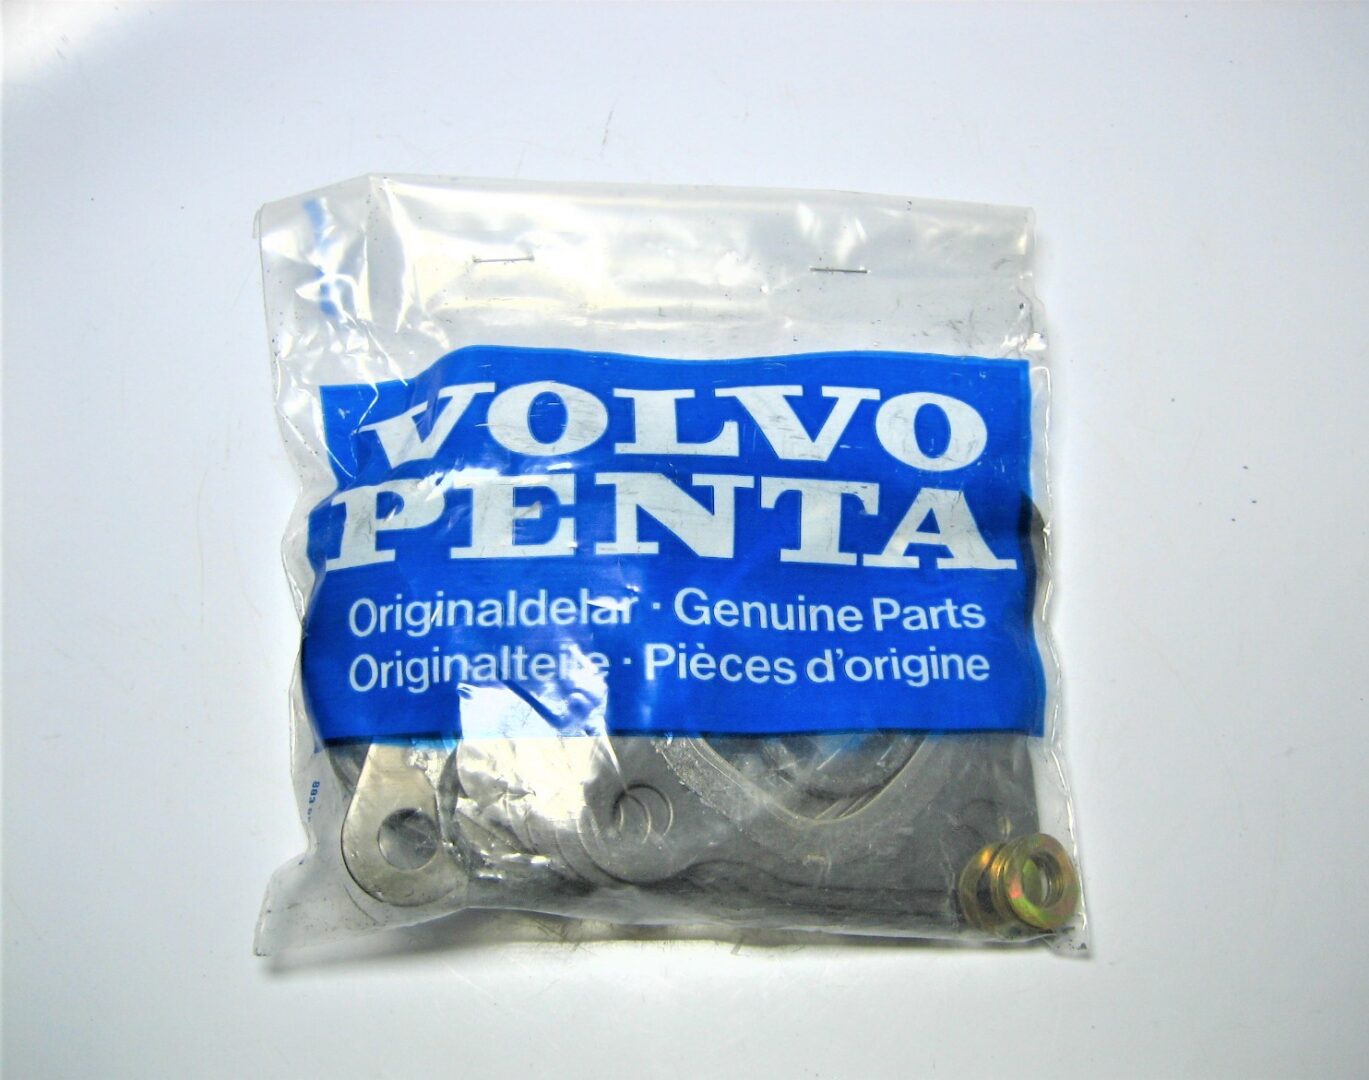 VOLVO
PENTA
Originaldelar · Genuine Parts
Originalteile · Pièces d'origine